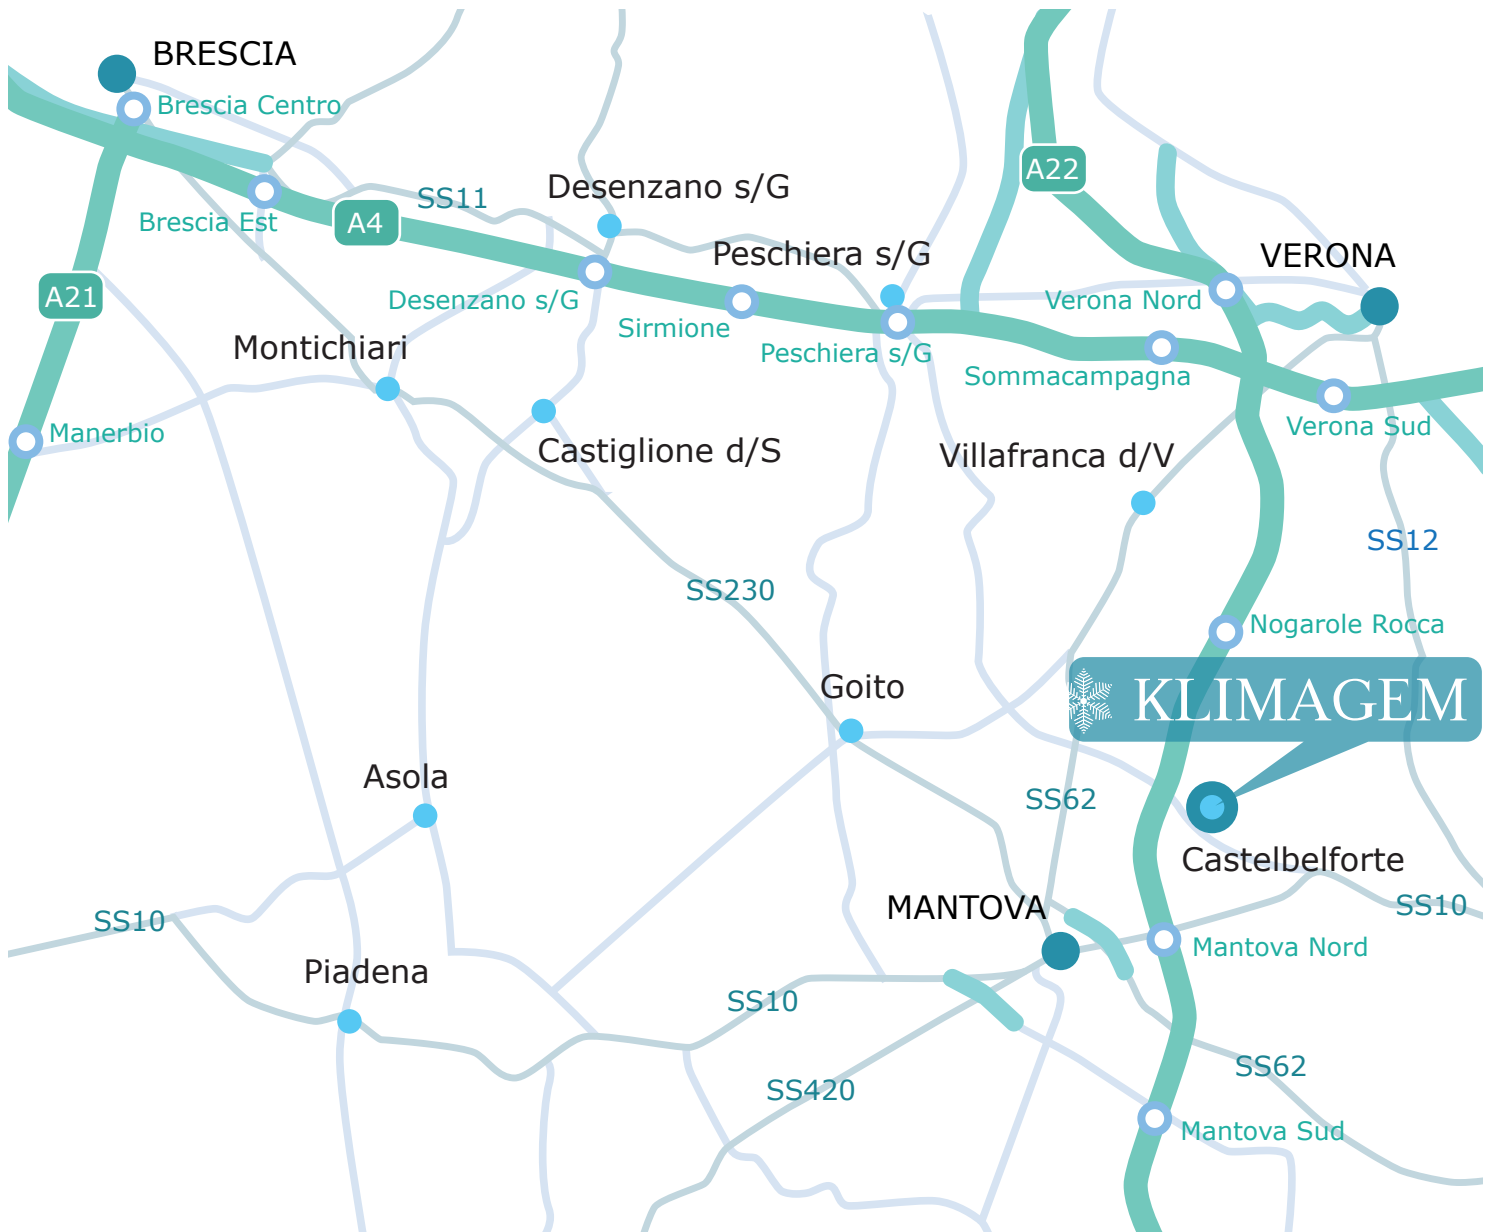 BRESCIA
Brescia Centro
A22
Desenzano s/G
SS11
Brescia Est
A4
Peschiera s/G
VERONA
A21
Desenzano s/G
Verona Nord
Sirmione
Montichiari
Peschiera s/G
Sommacampagna
Manerbio
Verona Sud
Castiglione d/S
Villafranca d/V
SS12
SS230
Nogarole Rocca
Goito
KLIMAGEM
Asola
SS62
Castelbelforte
SS10
MANTOVA
SS10
Mantova Nord
Piadena
SS10
SS62
SS420
Mantova Sud